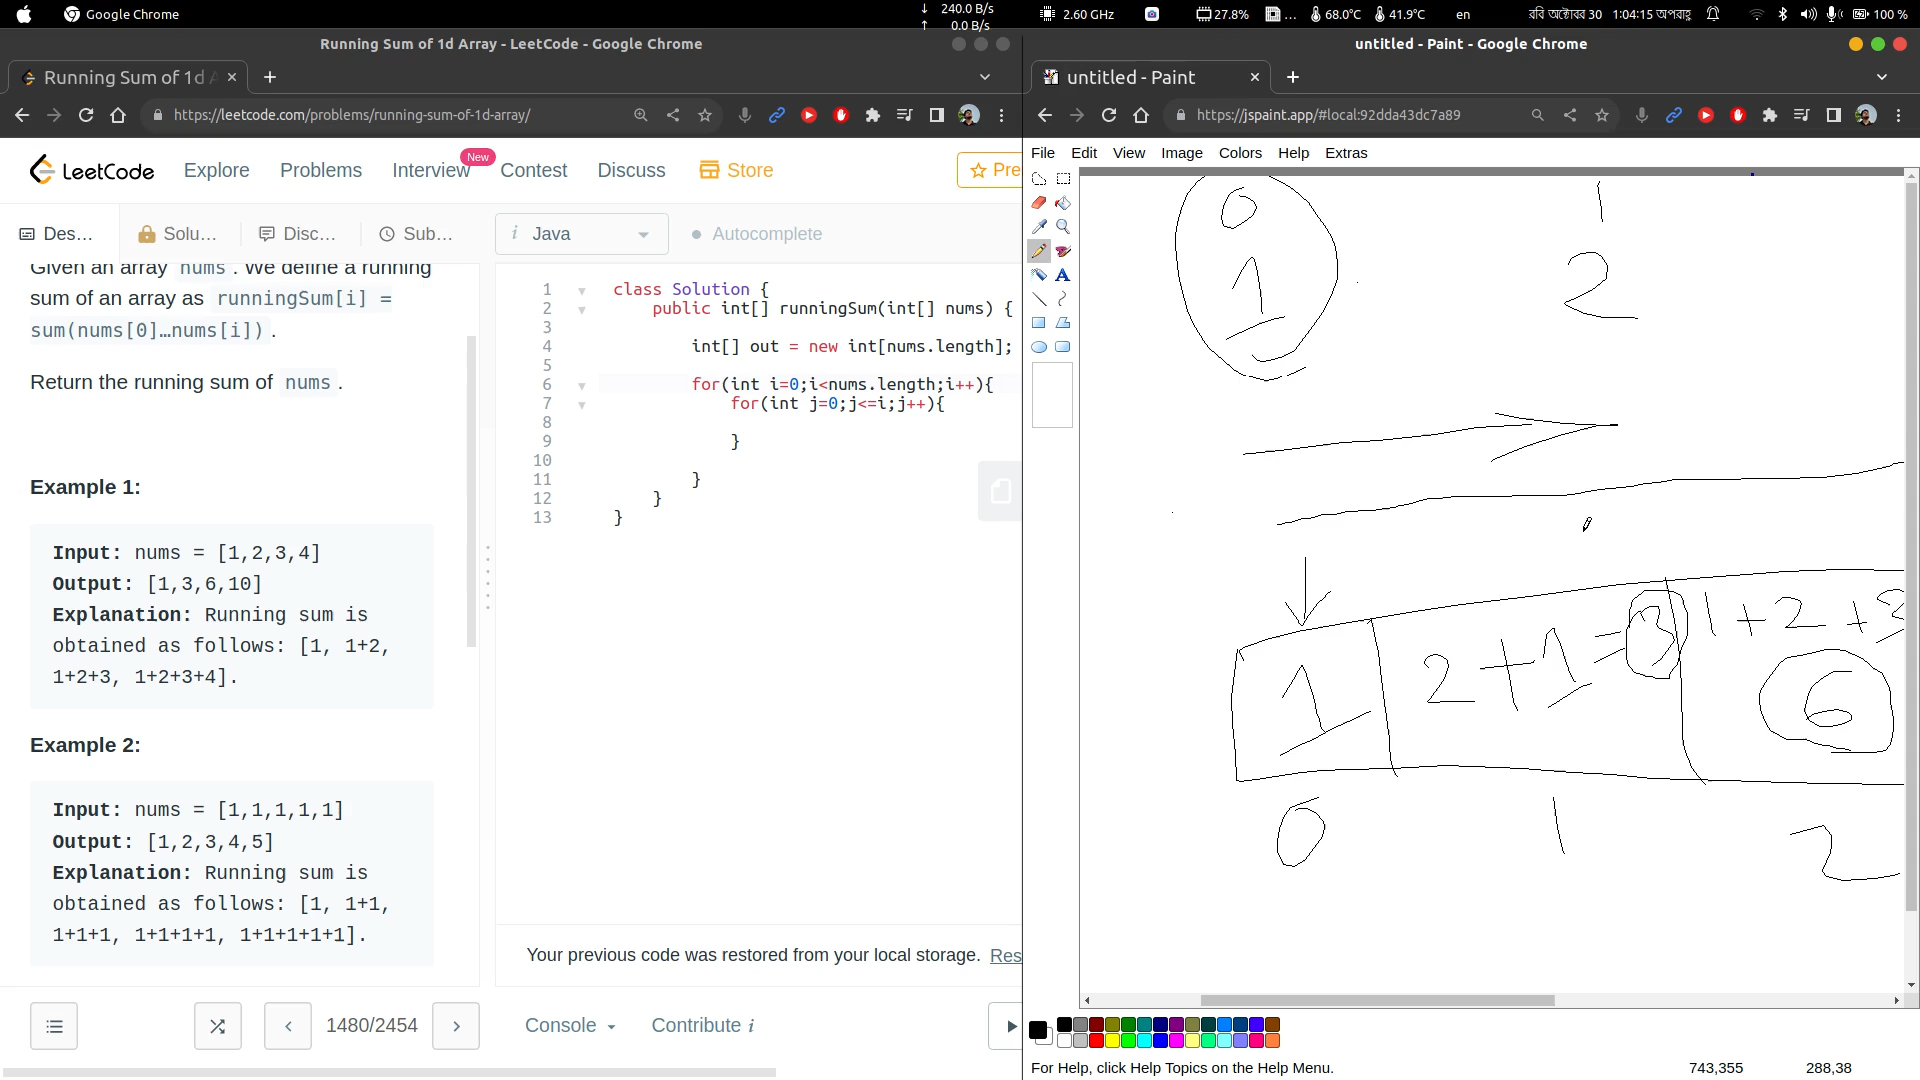 Google Chrome
↓ 240.0 B/s
↑ 0.0 B/s
2.60 GHz
27.8%
...
68.0°C
41.9°C
en
রবি অক্টোবর 30 1:04:15 অপরাহ্ণ
100 %
Running Sum of 1d Array - LeetCode - Google Chrome
Running Sum of 1d A
https://leetcode.com/problems/running-sum-of-1d-array/
LeetCode
Explore
Problems
Interview
New
Contest
Discuss
Store
Pre
Des...
Solu...
Disc...
Sub...
i Java
Autocomplete
Given an array nums. We define a running
sum of an array as runningSum[i] =
sum(nums[0]…nums[i]).
Return the running sum of nums.
Example 1:
Input: nums = [1,2,3,4]
Output: [1,3,6,10]
Explanation: Running sum is
obtained as follows: [1, 1+2,
1+2+3, 1+2+3+4].
Example 2:
Input: nums = [1,1,1,1,1]
Output: [1,2,3,4,5]
Explanation: Running sum is
obtained as follows: [1, 1+1,
1+1+1, 1+1+1+1, 1+1+1+1+1].
1 class Solution {
2 public int[] runningSum(int[] nums) {
3
4 int[] out = new int[nums.length];
5
6 for(int i=0;i<nums.length;i++){
7 for(int j=0;j<=i;j++){
8
9 }
10
11 }
12 }
13 }
Your previous code was restored from your local storage. Res
1480/2454
Console
Contribute i
untitled - Paint - Google Chrome
untitled - Paint
https://jspaint.app/#local:92dda43dc7a89
File Edit View Image Colors Help Extras
0 1
1 2
1 2+1=3 1+2+3
6
0 1 2
For Help, click Help Topics on the Help Menu.
743,355
288,38